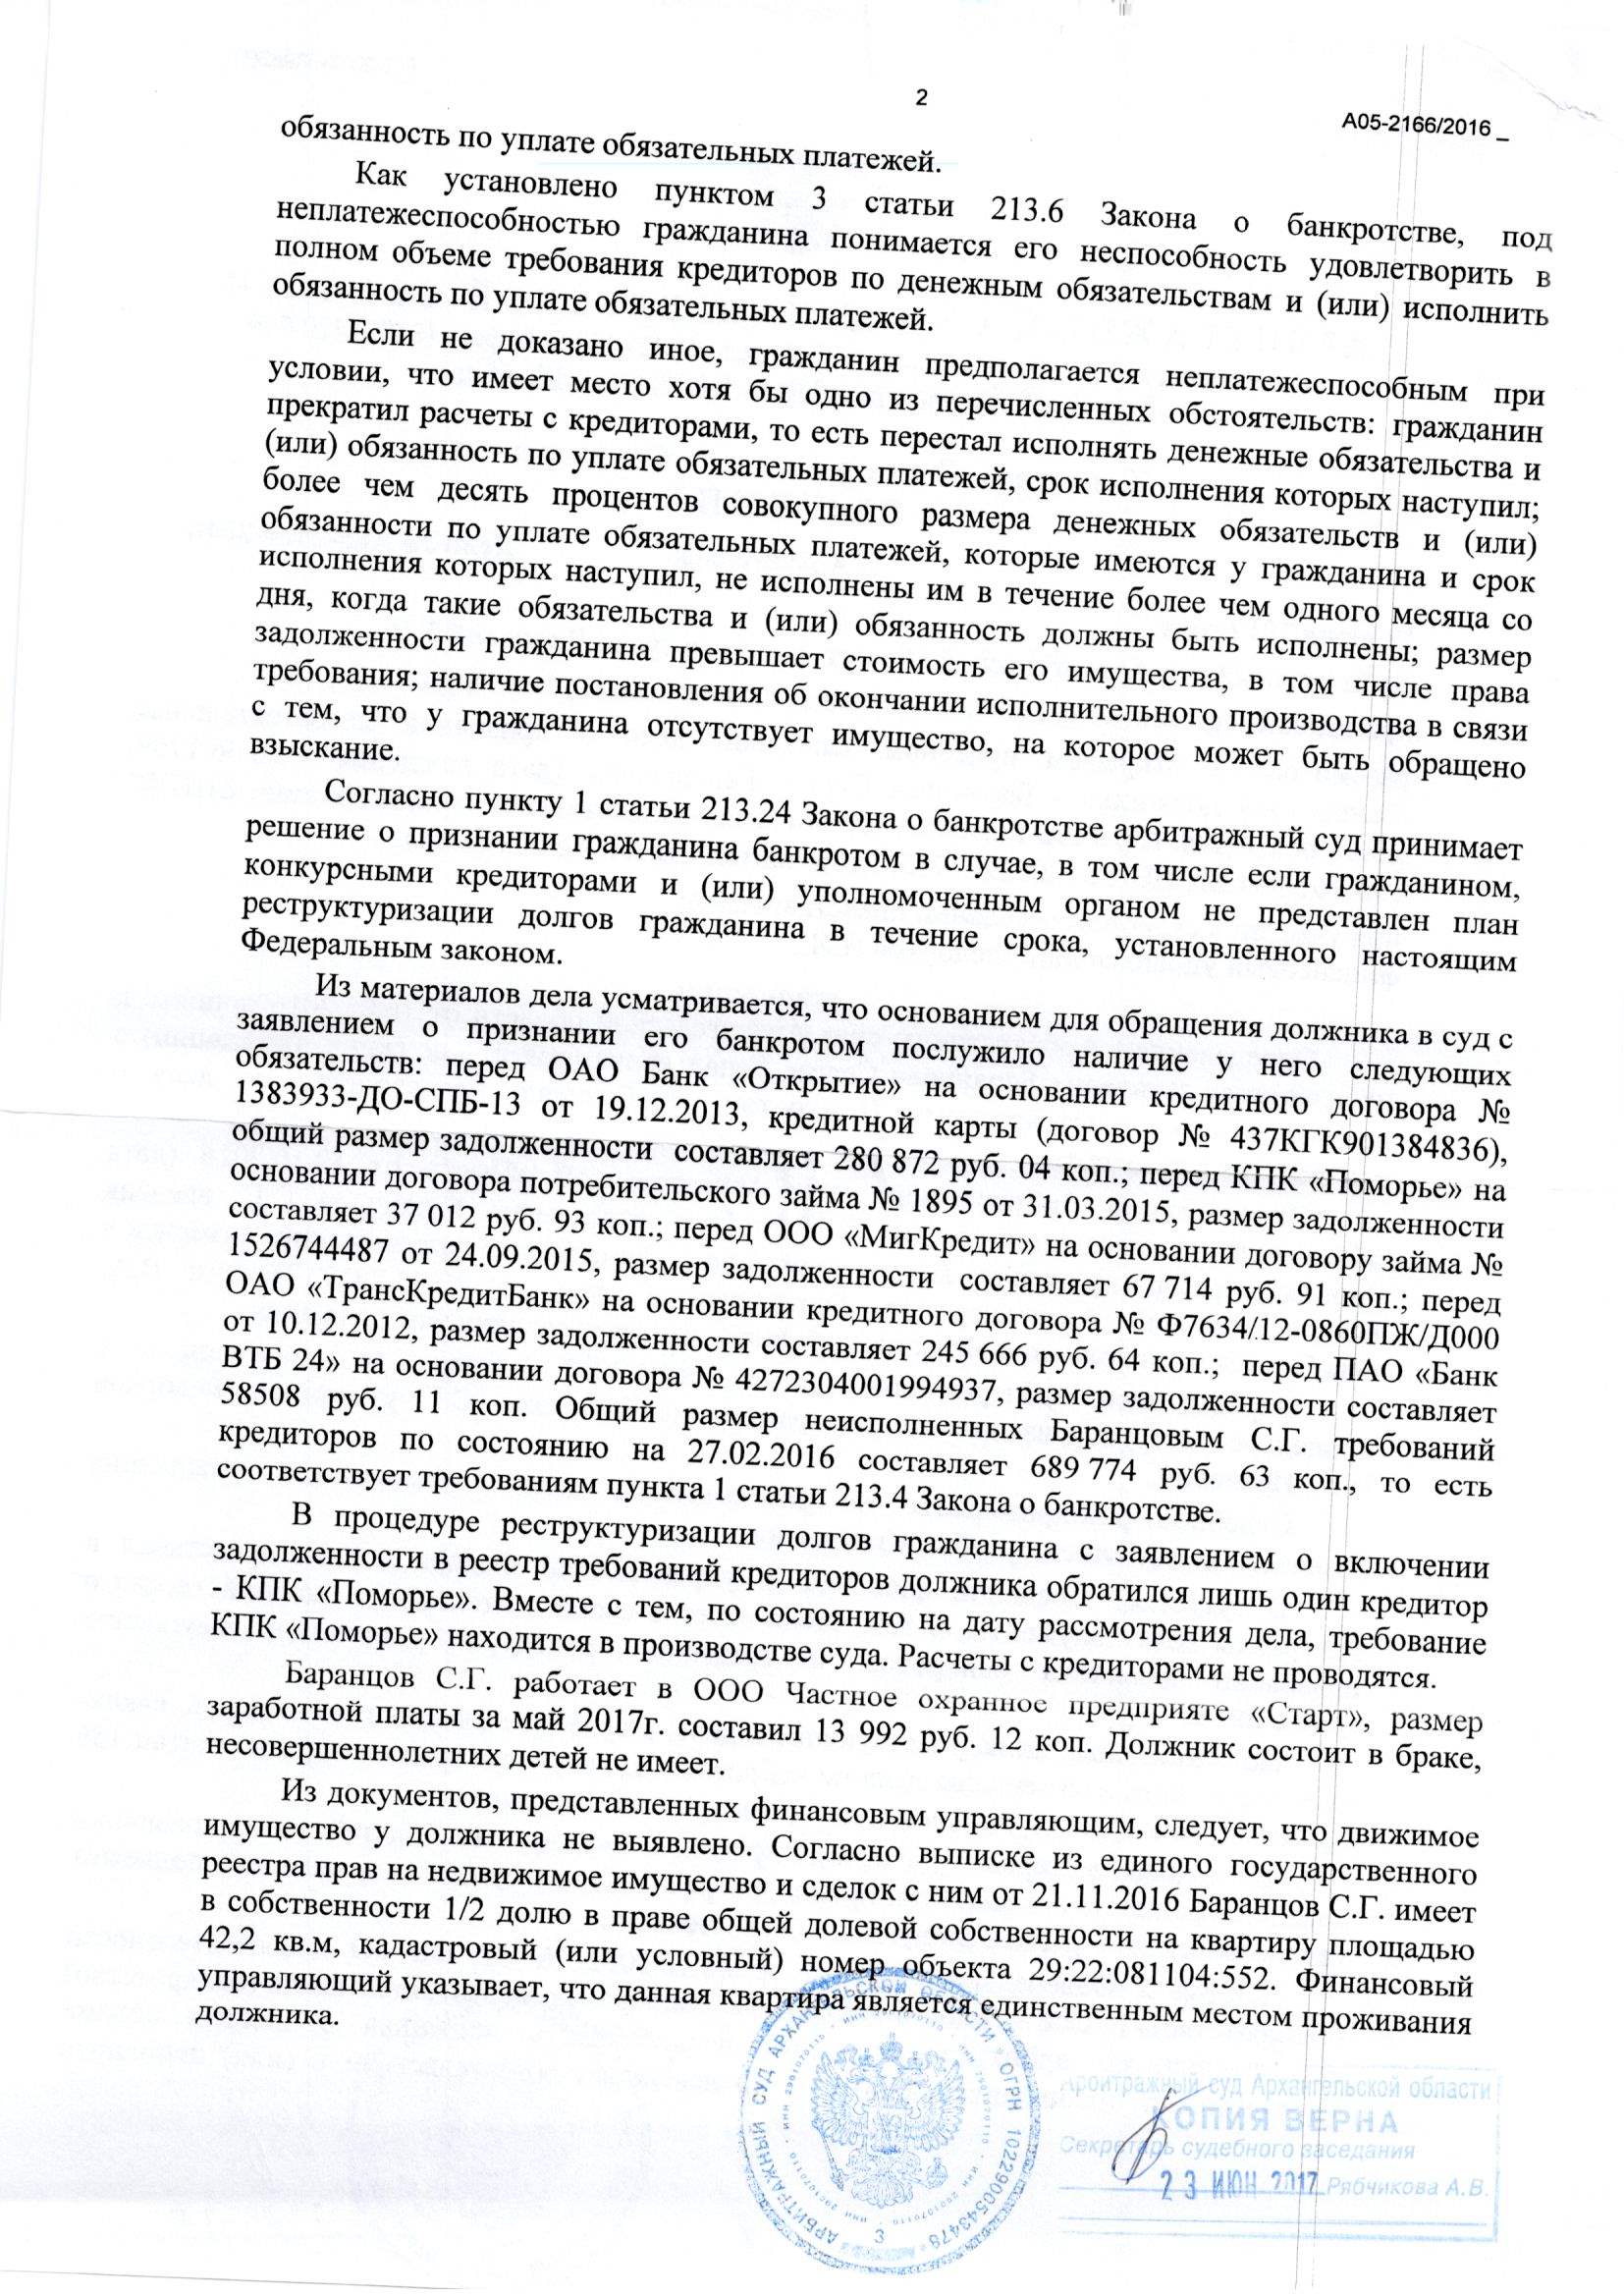 2
А05-2166/2016 _
обязанность по уплате обязательных платежей.
Как установлено пунктом 3 статьи 213.6 Закона о банкротстве, под
неплатежеспособностью гражданина понимается его неспособность удовлетворить в
полном объеме требования кредиторов по денежным обязательствам и (или) исполнить
обязанность по уплате обязательных платежей.
Если не доказано иное, гражданин предполагается неплатежеспособным при
условии, что имеет место хотя бы одно из перечисленных обстоятельств: гражданин
прекратил расчеты с кредиторами, то есть перестал исполнять денежные обязательства и
(или) обязанность по уплате обязательных платежей, срок исполнения которых наступил;
более чем десять процентов совокупного размера денежных обязательств и (или)
обязанности по уплате обязательных платежей, которые имеются у гражданина и срок
исполнения которых наступил, не исполнены им в течение более чем одного месяца со
дня, когда такие обязательства и (или) обязанность должны быть исполнены; размер
задолженности гражданина превышает стоимость его имущества, в том числе права
требования; наличие постановления об окончании исполнительного производства в связи
с тем, что у гражданина отсутствует имущество, на которое может быть обращено
взыскание.
Согласно пункту 1 статьи 213.24 Закона о банкротстве арбитражный суд принимает
решение о признании гражданина банкротом в случае, в том числе если гражданином,
конкурсными кредиторами и (или) уполномоченным органом не представлен план
реструктуризации долгов гражданина в течение срока, установленного настоящим
Федеральным законом.
Из материалов дела усматривается, что основанием для обращения должника в суд с
заявлением о признании его банкротом послужило наличие у него следующих
обязательств: перед ОАО Банк «Открытие» на основании кредитного договора №
1383933-ДО-СПБ-13 от 19.12.2013, кредитной карты (договор № 437КГК901384836),
общий размер задолженности составляет 280 872 руб. 04 коп.; перед КПК «Поморье» на
основании договора потребительского займа № 1895 от 31.03.2015, размер задолженности
составляет 37 012 руб. 93 коп.; перед ООО «МигКредит» на основании договору займа №
1526744487 от 24.09.2015, размер задолженности составляет 67 714 руб. 91 коп.; перед
ОАО «ТрансКредитБанк» на основании кредитного договора № Ф7634/12-0860ПЖ/Д000
от 10.12.2012, размер задолженности составляет 245 666 руб. 64 коп.; перед ПАО «Банк
ВТБ 24» на основании договора № 4272304001994937, размер задолженности составляет
58508 руб. 11 коп. Общий размер неисполненных Баранцовым С.Г. требований
кредиторов по состоянию на 27.02.2016 составляет 689 774 руб. 63 коп., то есть
соответствует требованиям пункта 1 статьи 213.4 Закона о банкротстве.
В процедуре реструктуризации долгов гражданина с заявлением о включении
задолженности в реестр требований кредиторов должника обратился лишь один кредитор
- КПК «Поморье». Вместе с тем, по состоянию на дату рассмотрения дела, требование
КПК «Поморье» находится в производстве суда. Расчеты с кредиторами не проводятся.
Баранцов С.Г. работает в ООО Частное охранное предприяте «Старт», размер
заработной платы за май 2017г. составил 13 992 руб. 12 коп. Должник состоит в браке,
несовершеннолетних детей не имеет.
Из документов, представленных финансовым управляющим, следует, что движимое
имущество у должника не выявлено. Согласно выписке из единого государственного
реестра прав на недвижимое имущество и сделок с ним от 21.11.2016 Баранцов С.Г. имеет
в собственности 1/2 долю в праве общей долевой собственности на квартиру площадью
42,2 кв.м, кадастровый (или условный) номер объекта 29:22:081104:552. Финансовый
управляющий указывает, что данная квартира является единственным местом проживания
должника.
АРБИТРАЖНЫЙ СУД АРХАНГЕЛЬСКОЙ ОБЛАСТИ * ОГРН 1022900543476
3
Арбитражный суд Архангельской области
КОПИЯ ВЕРНА
Секретарь судебного заседания
23 ИЮН 2017 Рябчикова А.В.